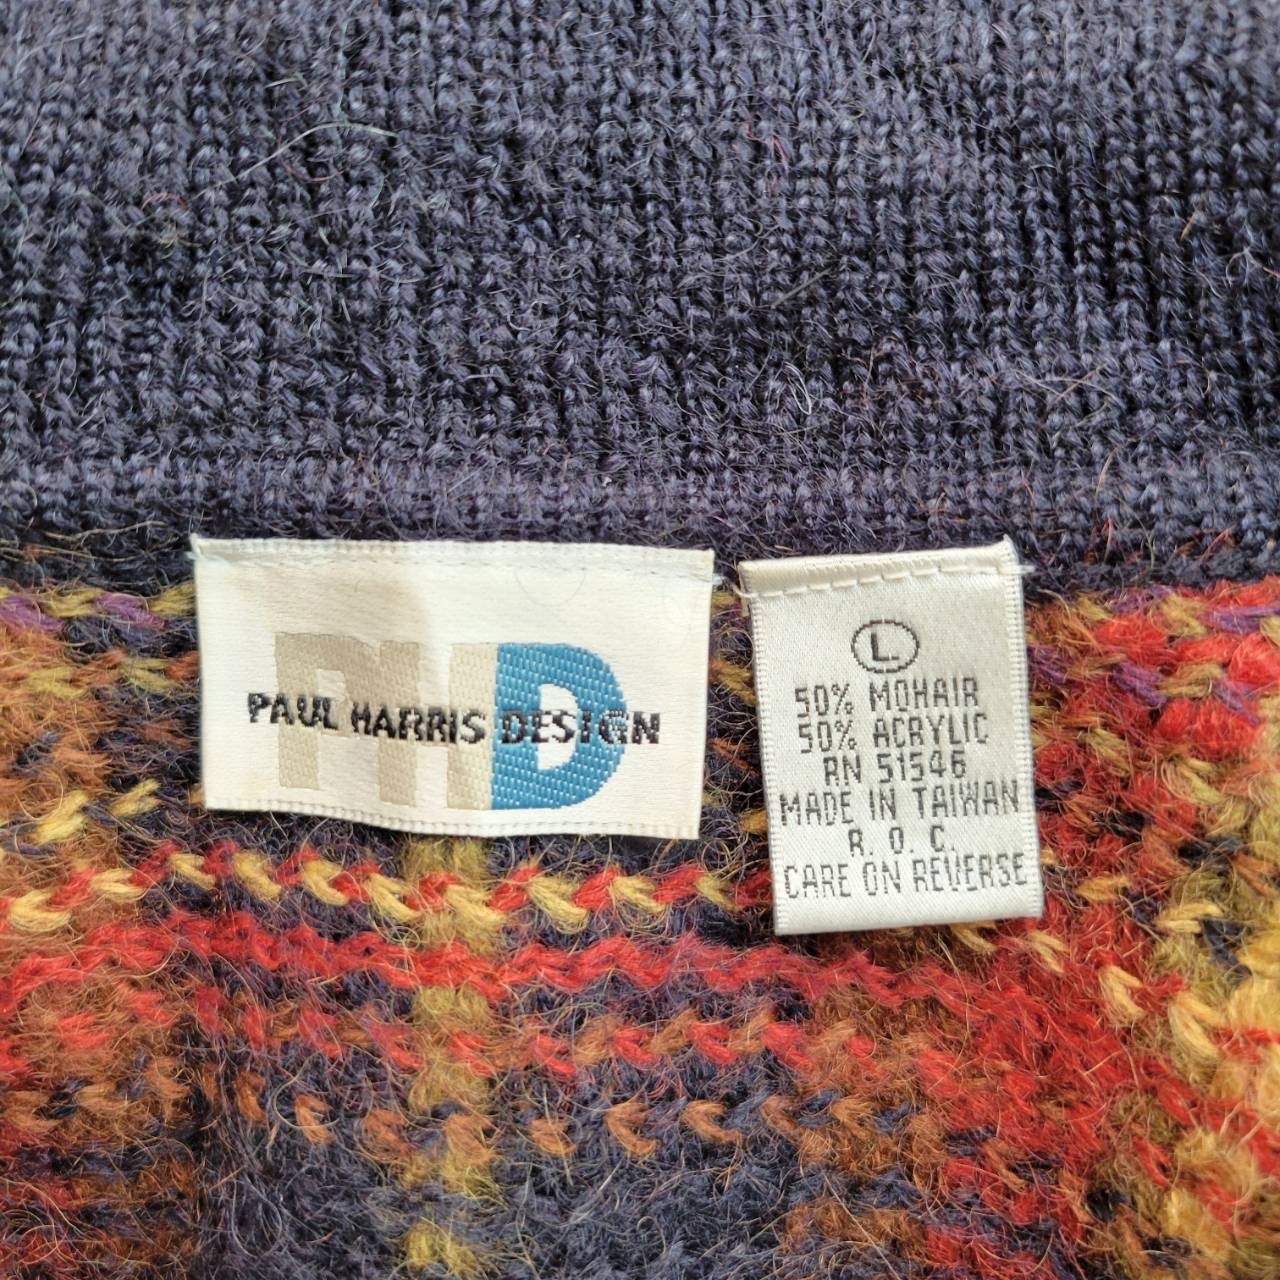 PHD
PAUL HARRIS DESIGN
L
50% MOHAIR
50% ACRYLIC
RN 51546
MADE IN TAIWAN
R. O. C.
CARE ON REVERSE